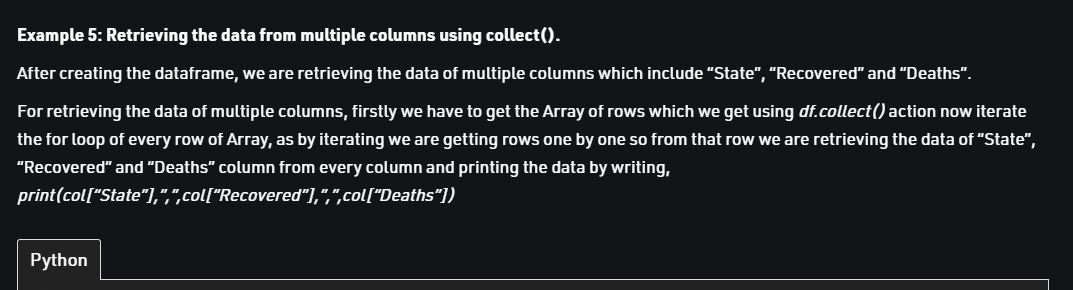 Example 5: Retrieving the data from multiple columns using collect().
After creating the dataframe, we are retrieving the data of multiple columns which include “State”, “Recovered” and “Deaths”.
For retrieving the data of multiple columns, firstly we have to get the Array of rows which we get using df.collect() action now iterate
the for loop of every row of Array, as by iterating we are getting rows one by one so from that row we are retrieving the data of “State”,
“Recovered” and “Deaths” column from every column and printing the data by writing,
print(col[“State”],”,”,col[“Recovered”],”,”,col[“Deaths”])
Python